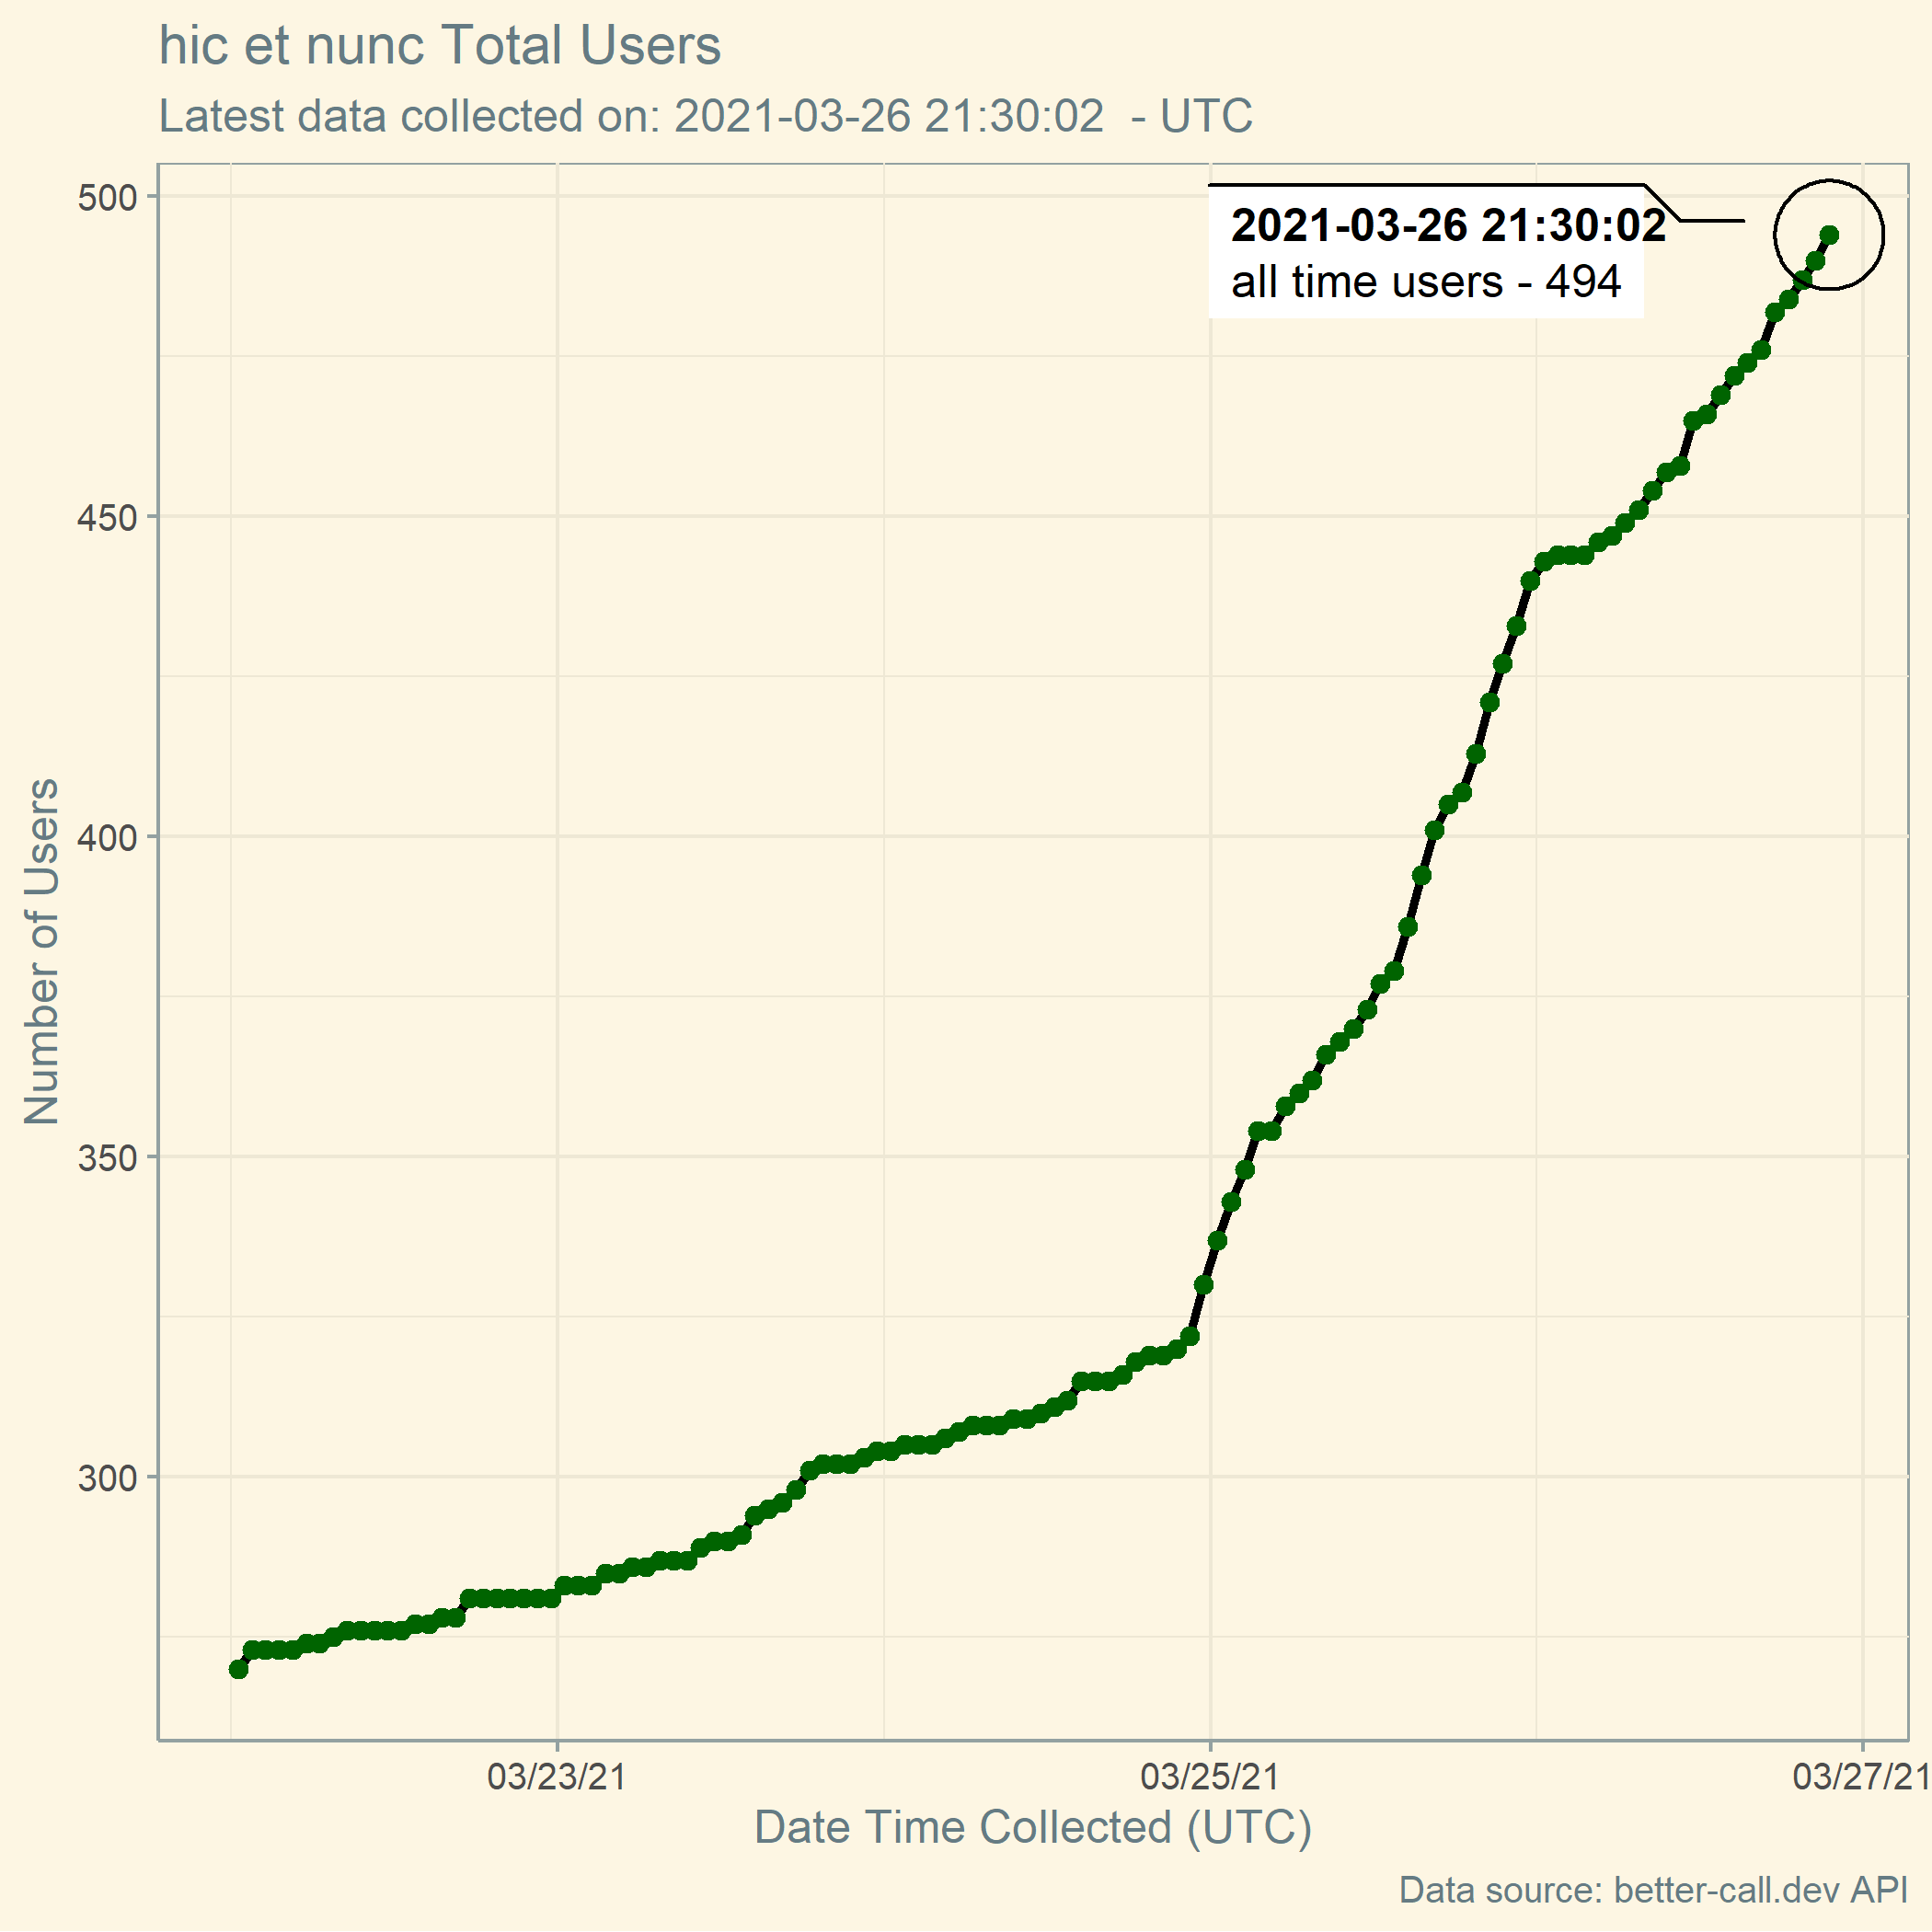 hic et nunc Total Users
Latest data collected on: 2021-03-26 21:30:02  - UTC
500
2021-03-26 21:30:02
all time users - 494
450
400
Number of Users
350
300
03/23/21
03/25/21
03/27/21
Date Time Collected (UTC)
Data source: better-call.dev API